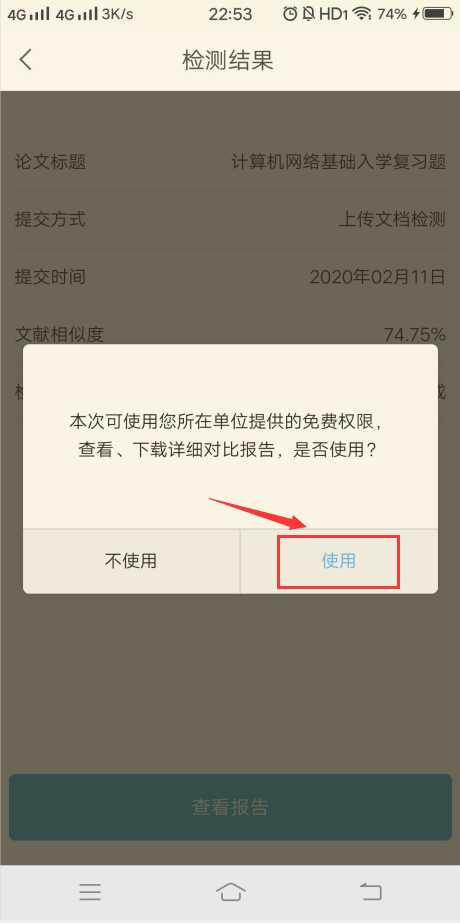 4G 4G 3K/s 22:53 HD1 74%
检测结果
论文标题 计算机网络基础入学复习题
提交方式 上传文档检测
提交时间 2020年02月11日
文献相似度 74.75%
本次可使用您所在单位提供的免费权限，
查看、下载详细对比报告，是否使用？
不使用 使用
查看报告